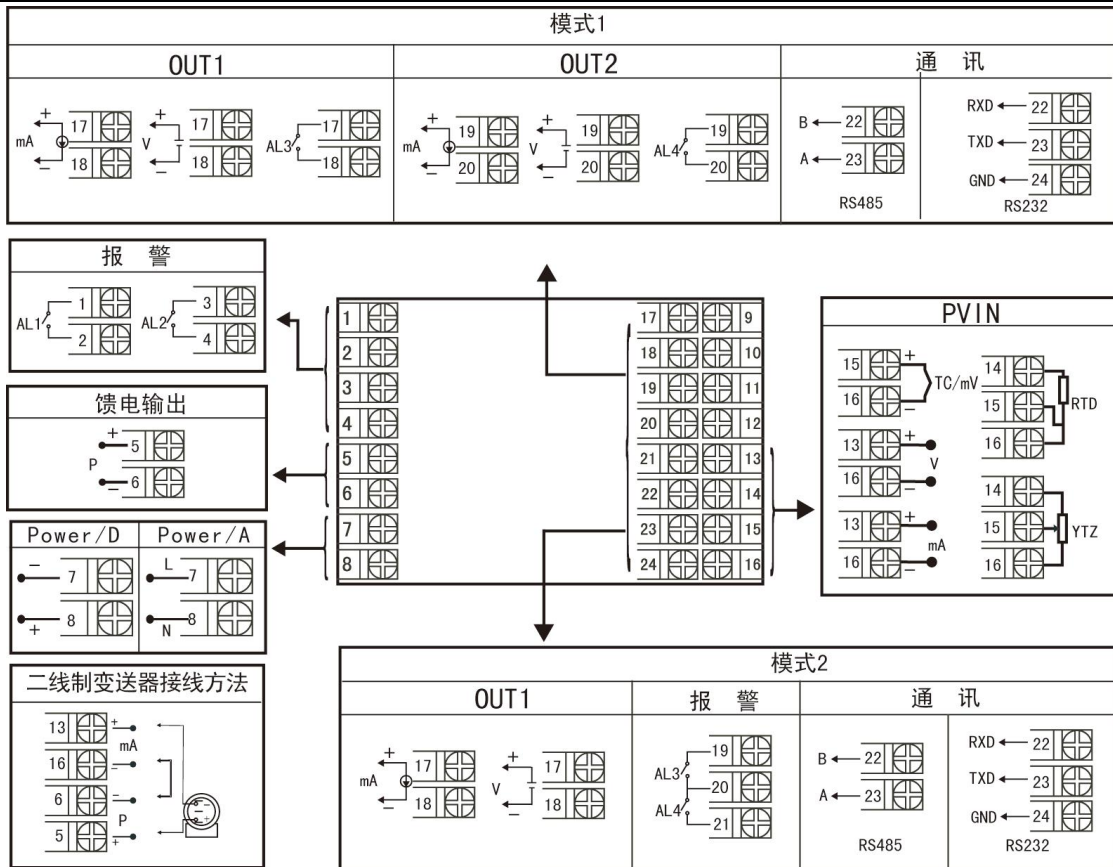 模式1
OUT1 OUT2 通 讯
+ mA - 17 18
+ V - 17 18
AL3 17 18
+ mA - 19 20
+ V - 19 20
AL4 19 20
B 22
A 23
RS485
RXD 22
TXD 23
GND 24
RS232
报 警
AL1 1 2
AL2 3 4
馈电输出
+ 5
P
- 6
Power/D Power/A
- 7
+ 8
L 7
N 8
二线制变送器接线方法
13 +
mA
16 -
6 -
P
5 +
- +
1
2
3
4
5
6
7
8
17 9
18 10
19 11
20 12
21 13
22 14
23 15
24 16
PVIN
15 +
TC/mV
16 -
13 +
V
16 -
13 +
mA
16 -
14
15 RTD
16
14
15 YTZ
16
模式2
OUT1 报 警 通 讯
+ mA - 17 18
+ V - 17 18
AL3 19
20
AL4 21
B 22
A 23
RS485
RXD 22
TXD 23
GND 24
RS232